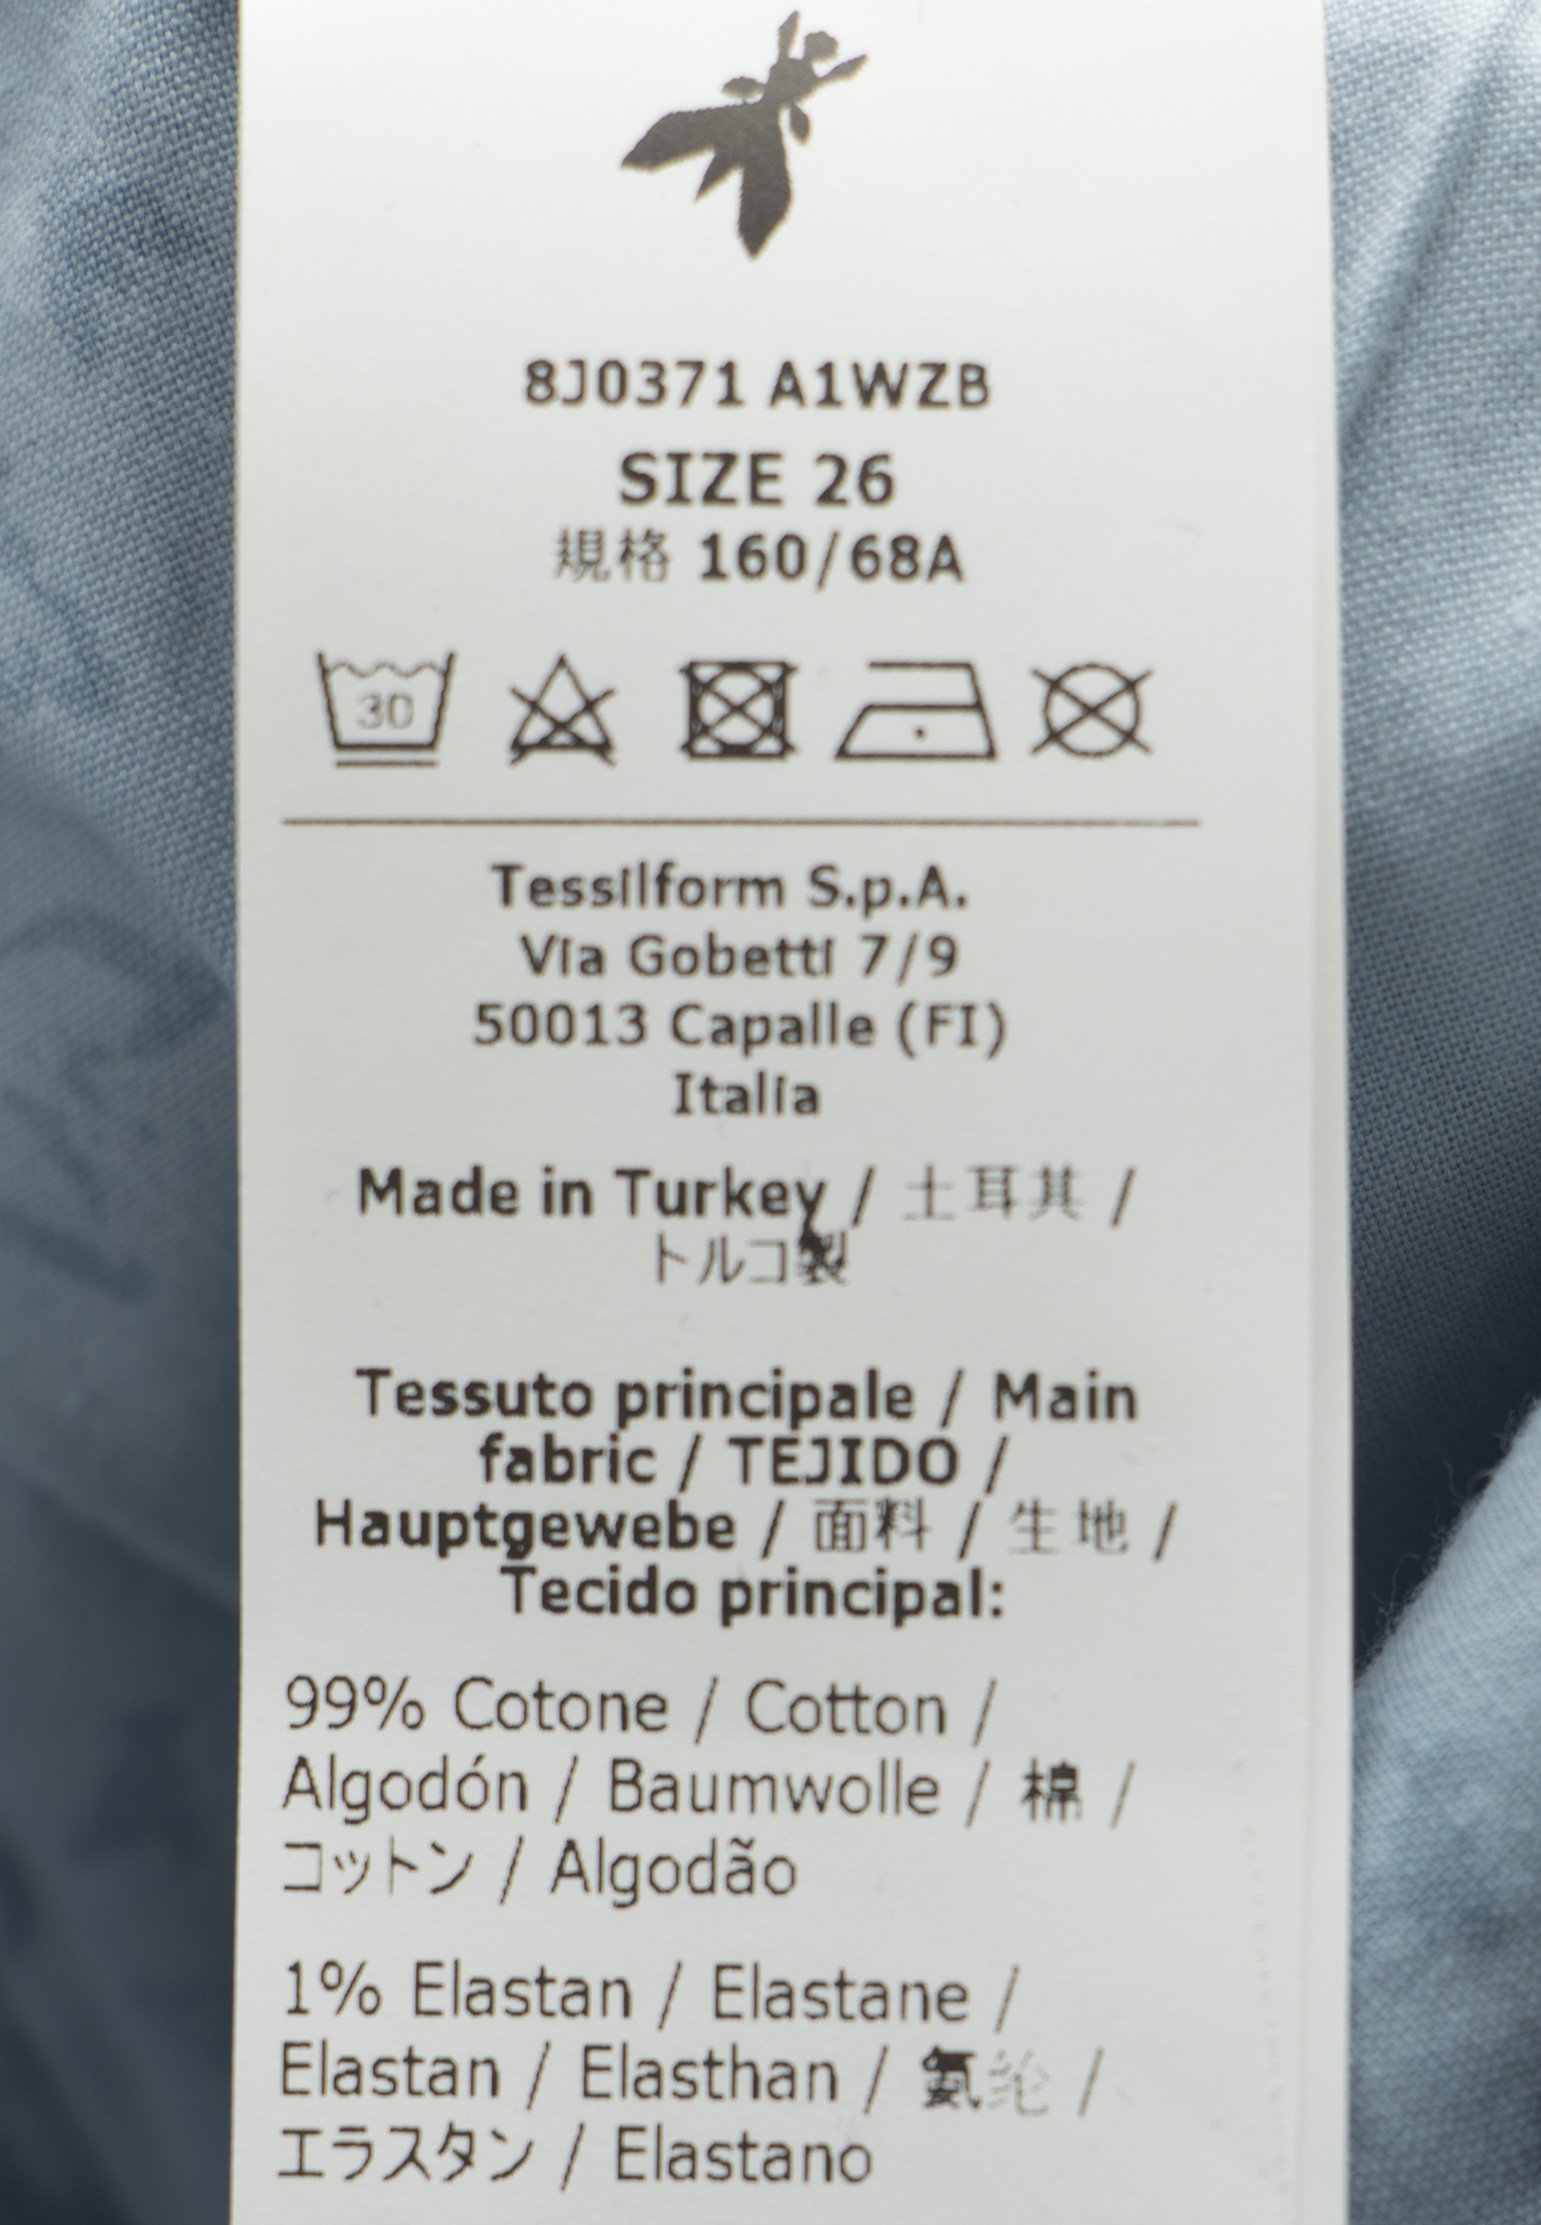 8J0371 A1WZB
SIZE 26
規格 160/68A
30
Tessilform S.p.A.
Via Gobetti 7/9
50013 Capalle (FI)
Italia
Made in Turkey / 土耳其 /
トルコ製
Tessuto principale / Main
fabric / TEJIDO /
Hauptgewebe / 面料 / 生地 /
Tecido principal:
99% Cotone / Cotton /
Algodón / Baumwolle / 棉 /
コットン / Algodão
1% Elastan / Elastane /
Elastan / Elasthan / 氨纶 /
エラスタン / Elastano